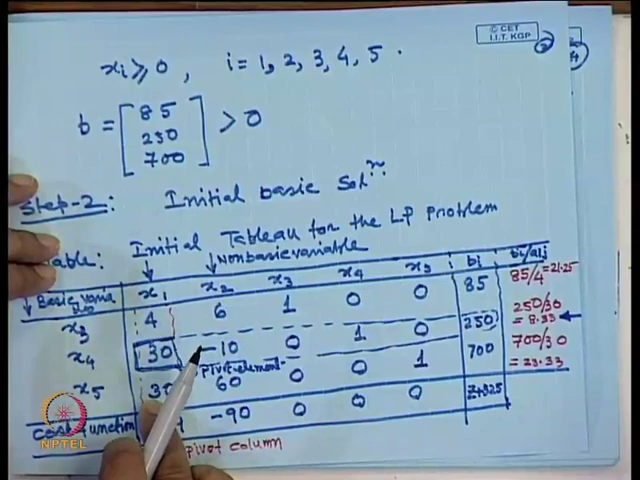 © CET
I.I.T. KGP
xi ≥ 0 , i = 1, 2, 3, 4, 5 .
b = [ 85 230 700 ] > 0
Step-2 : Initial basic Solⁿ
Initial Tableau for the LP Problem
Table: ↓ Nonbasic variable
↓ Basic varia x1 x2 x3 x4 x5 bi bi/aij
x3 4 6 1 0 0 85 85/4 = 21.25
x4 30 -10 0 1 0 250 250/30 = 8.33 ←
Pivot-element
x5 30 60 0 0 1 700 700/30 = 23.33
Cost function -90 0 0 0 Z+325
pivot column
NPTEL